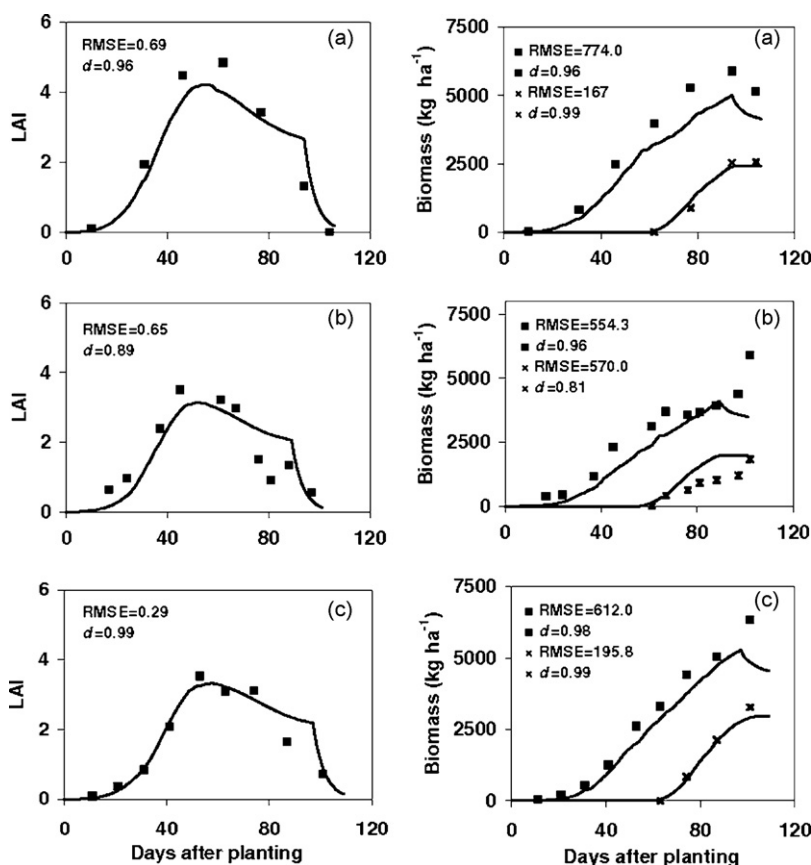 LAI
6
4
2
0
0 40 80 120
RMSE=0.69
d=0.96
(a)
Biomass (kg ha-1)
7500
5000
2500
0
0 40 80 120
RMSE=774.0
d=0.96
RMSE=167
d=0.99
(a)
LAI
6
4
2
0
0 40 80 120
RMSE=0.65
d=0.89
(b)
Biomass (kg ha-1)
7500
5000
2500
0
0 40 80 120
RMSE=554.3
d=0.96
RMSE=570.0
d=0.81
(b)
LAI
6
4
2
0
0 40 80 120
RMSE=0.29
d=0.99
(c)
Days after planting
Biomass (kg ha-1)
7500
5000
2500
0
0 40 80 120
RMSE=612.0
d=0.98
RMSE=195.8
d=0.99
(c)
Days after planting